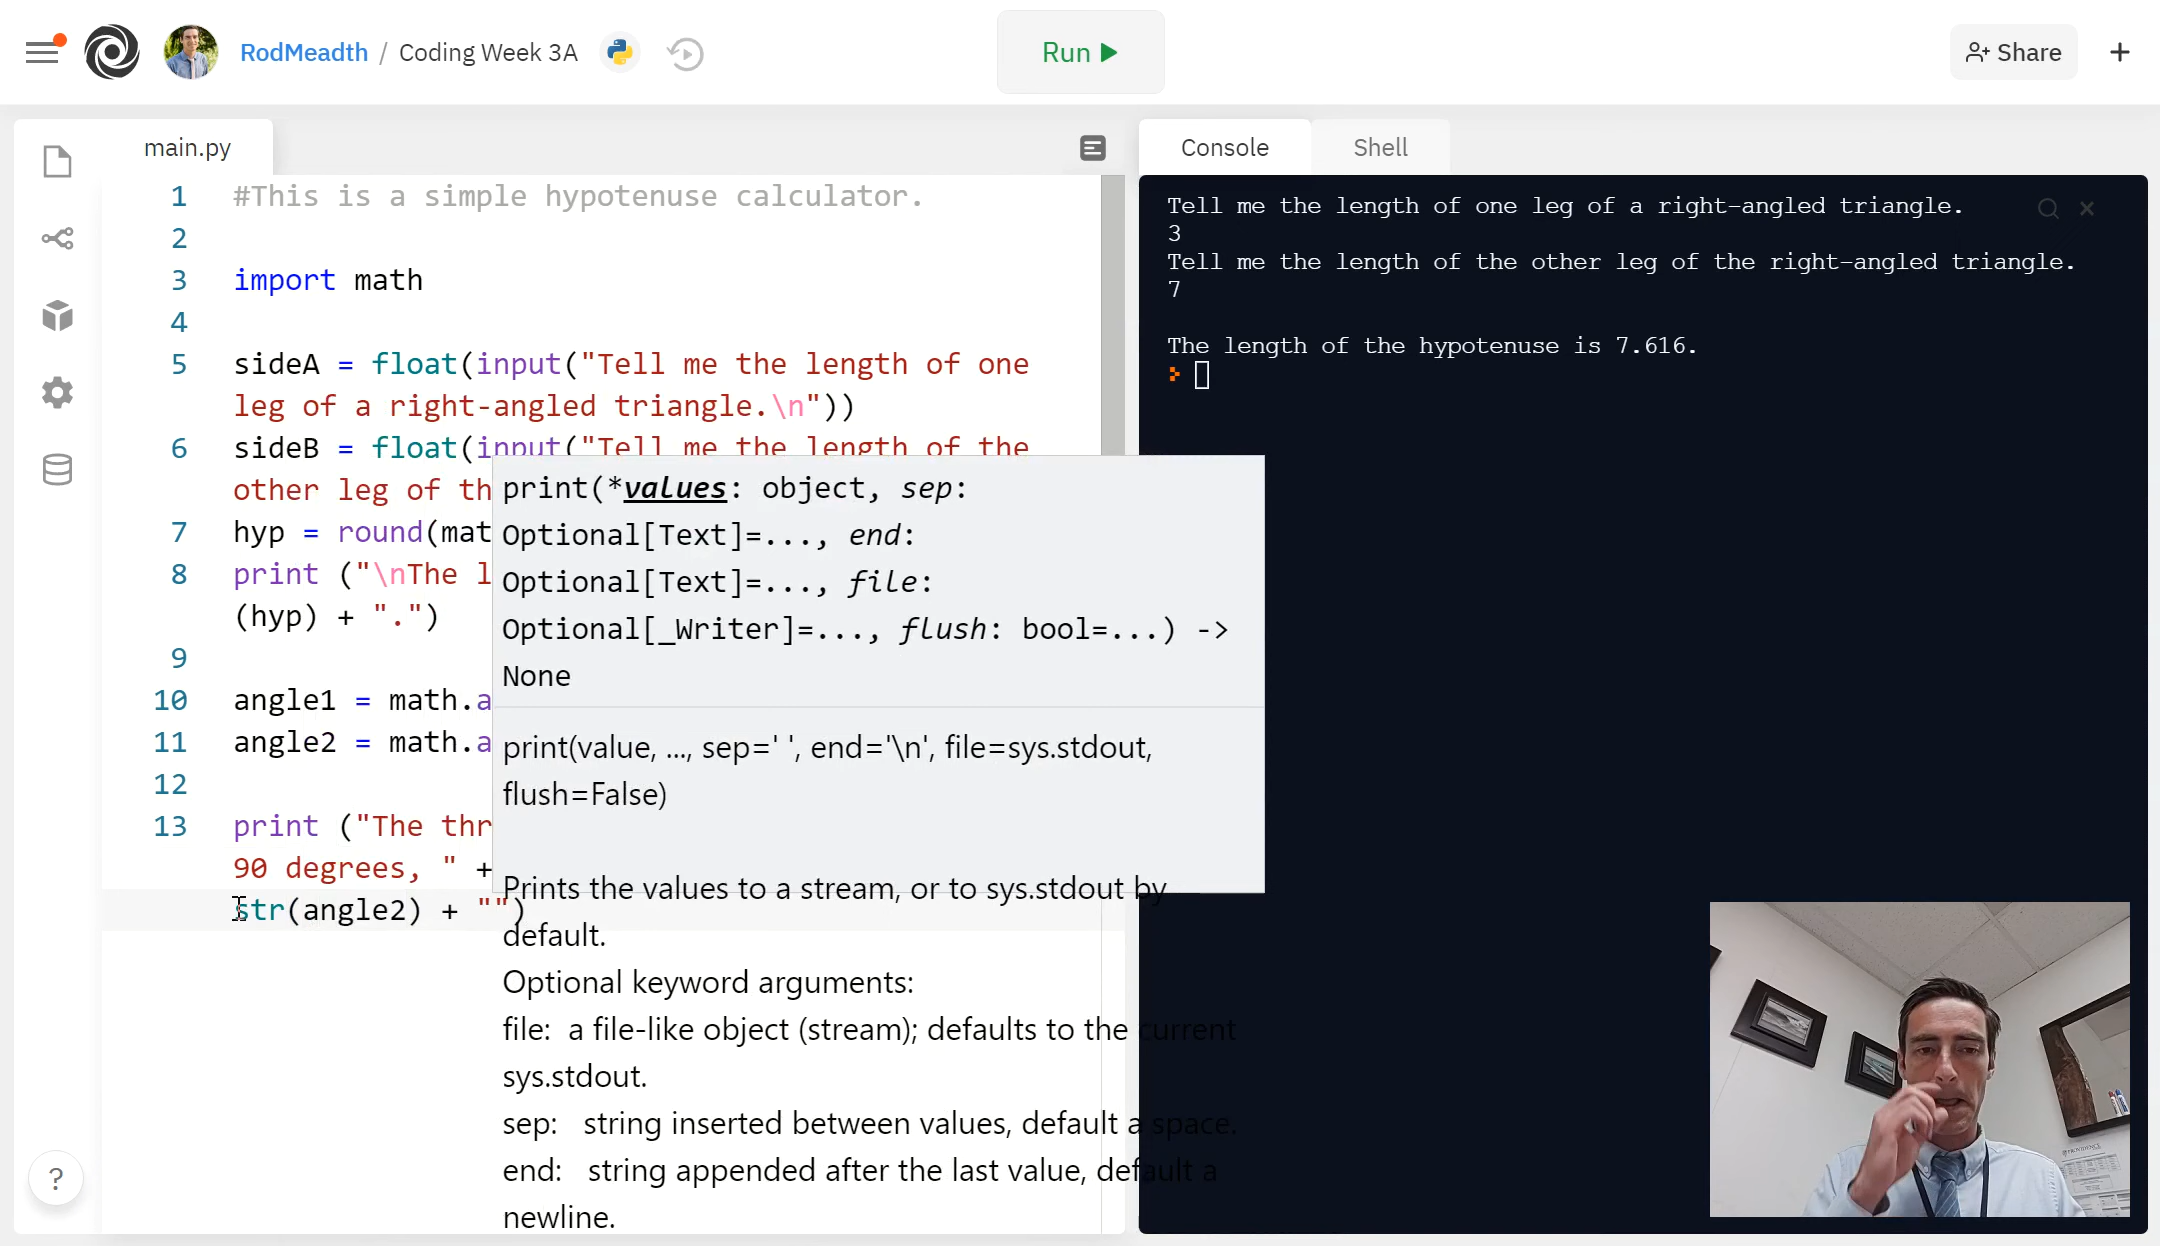 RodMeadth / Coding Week 3A
Run
Share
main.py
Console
Shell
1 #This is a simple hypotenuse calculator.
2
3 import math
4
5 sideA = float(input("Tell me the length of one
leg of a right-angled triangle.\n"))
6 sideB = float(input("Tell me the length of the
other leg of th
7 hyp = round(mat
8 print ("\nThe l
(hyp) + ".")
9
10 angle1 = math.a
11 angle2 = math.a
12
13 print ("The thr
90 degrees, " +
str(angle2) + "")
print(*values: object, sep:
Optional[Text]=..., end:
Optional[Text]=..., file:
Optional[_Writer]=..., flush: bool=...) ->
None
print(value, ..., sep=' ', end='\n', file=sys.stdout,
flush=False)
Prints the values to a stream, or to sys.stdout by
default.
Optional keyword arguments:
file: a file-like object (stream); defaults to the current
sys.stdout.
sep: string inserted between values, default a space.
end: string appended after the last value, default a
newline.
Tell me the length of one leg of a right-angled triangle.
3
Tell me the length of the other leg of the right-angled triangle.
7
The length of the hypotenuse is 7.616.
?